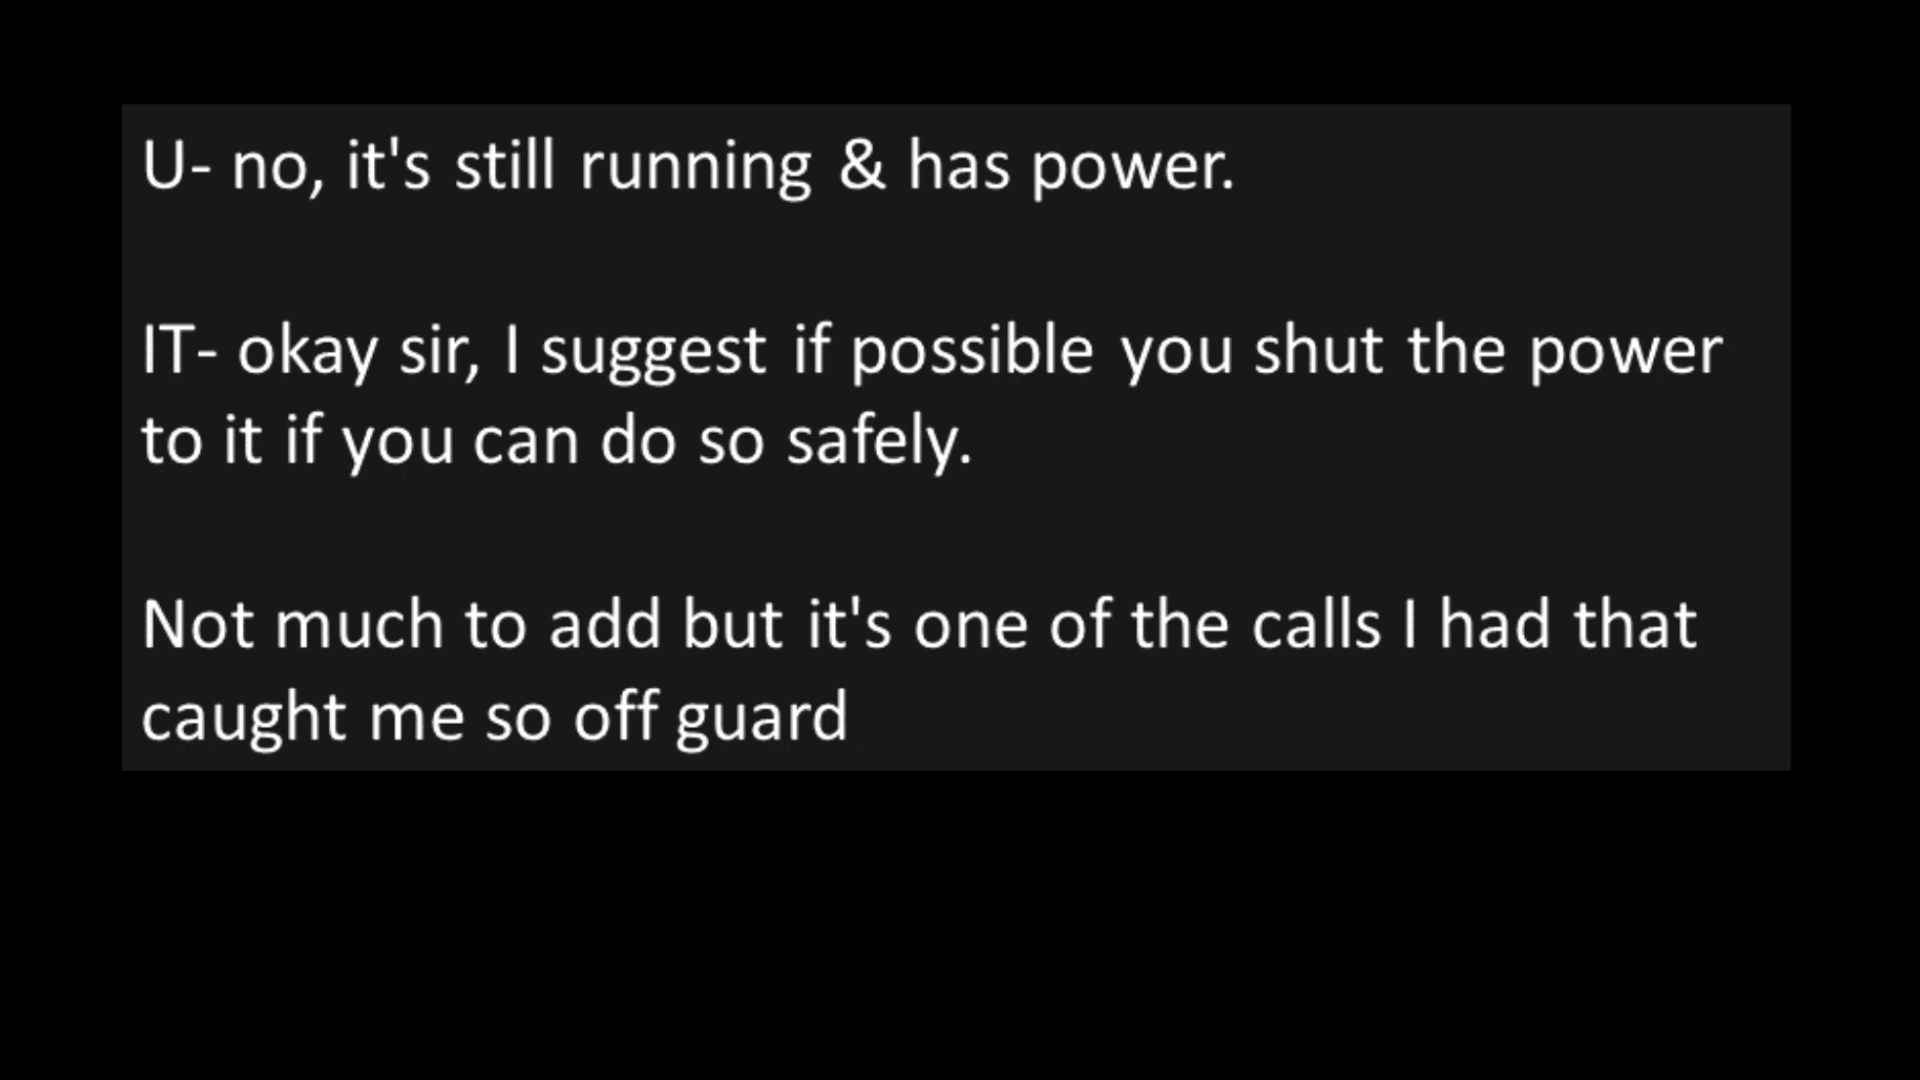 U- no, it's still running & has power.
IT- okay sir, I suggest if possible you shut the power
to it if you can do so safely.
Not much to add but it's one of the calls I had that
caught me so off guard